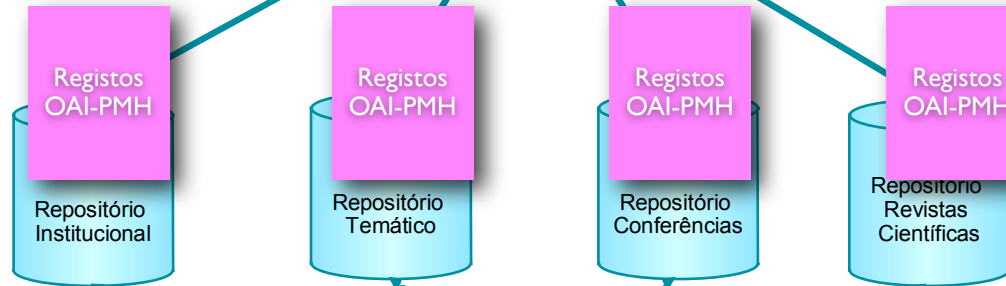 Registos
OAI-PMH
Registos
OAI-PMH
Registos
OAI-PMH
Registos
OAI-PMH
Repositório
Institucional
Repositório
Temático
Repositório
Conferências
Repositório
Revistas
Científicas